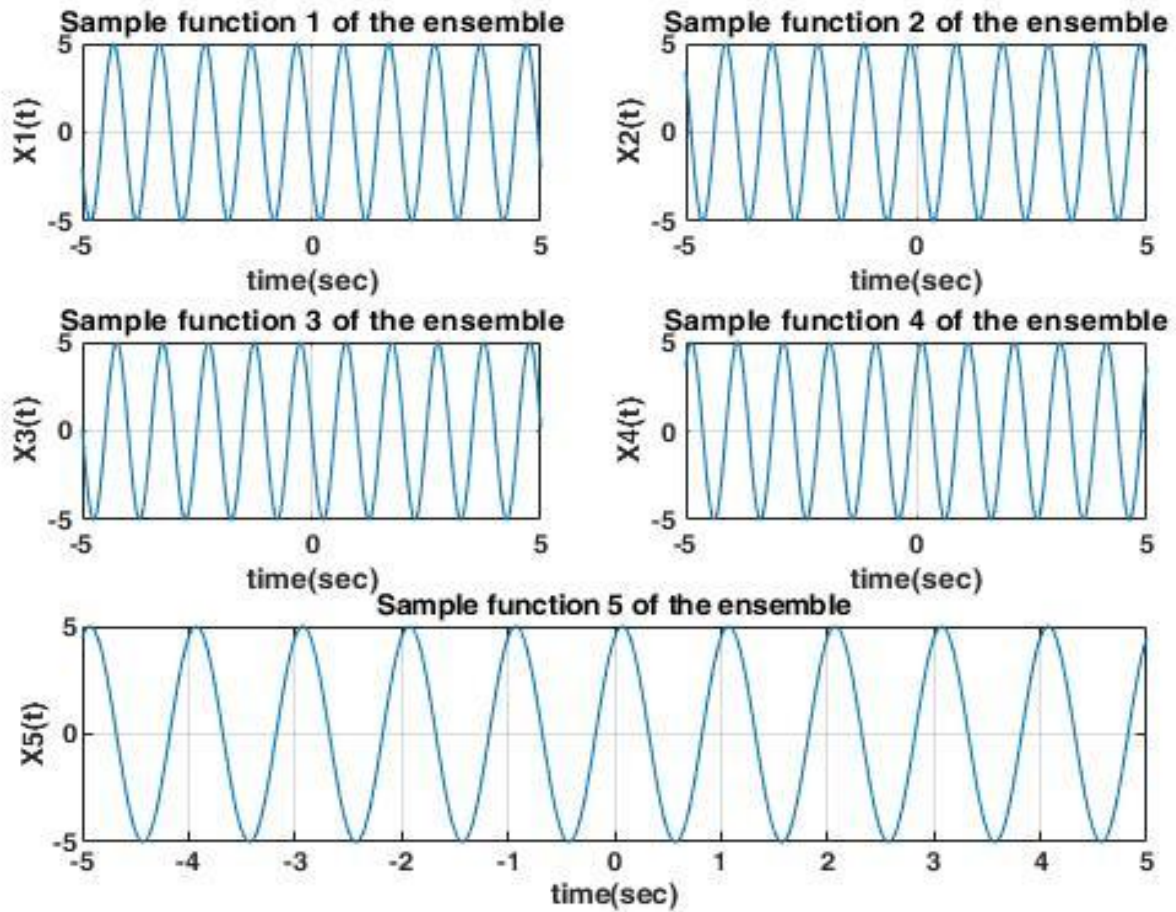 Sample function 1 of the ensemble
5
0
-5
X1(t)
-5 0 5
time(sec)
Sample function 2 of the ensemble
5
0
-5
X2(t)
-5 0 5
time(sec)
Sample function 3 of the ensemble
5
0
-5
X3(t)
-5 0 5
time(sec)
Sample function 4 of the ensemble
5
0
-5
X4(t)
-5 0 5
time(sec)
Sample function 5 of the ensemble
5
0
-5
X5(t)
-5 -4 -3 -2 -1 0 1 2 3 4 5
time(sec)